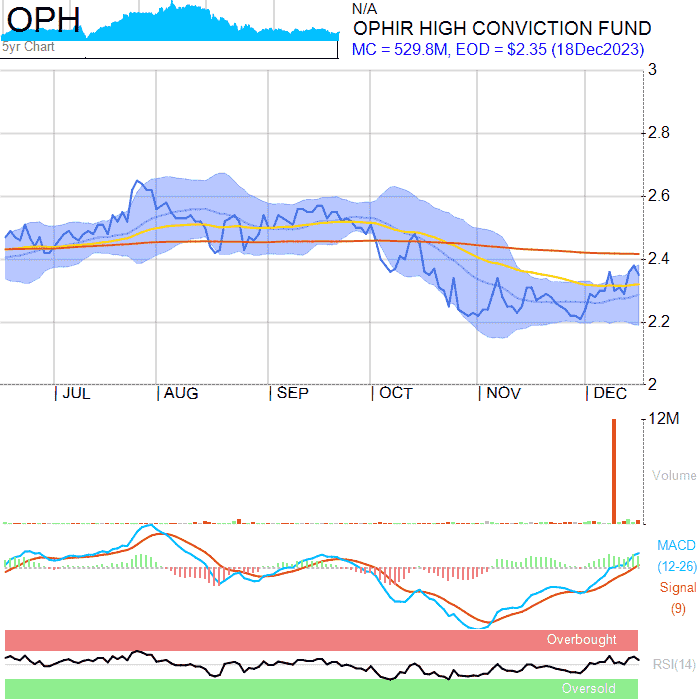 OPH
N/A
OPHIR HIGH CONVICTION FUND
5yr Chart
MC = 529.8M, EOD = $2.35 (18Dec2023)
3
2.8
2.6
2.4
2.2
2
JUL
AUG
SEP
OCT
NOV
DEC
12M
Volume
MACD
(12-26)
Signal
(9)
Overbought
RSI(14)
Oversold